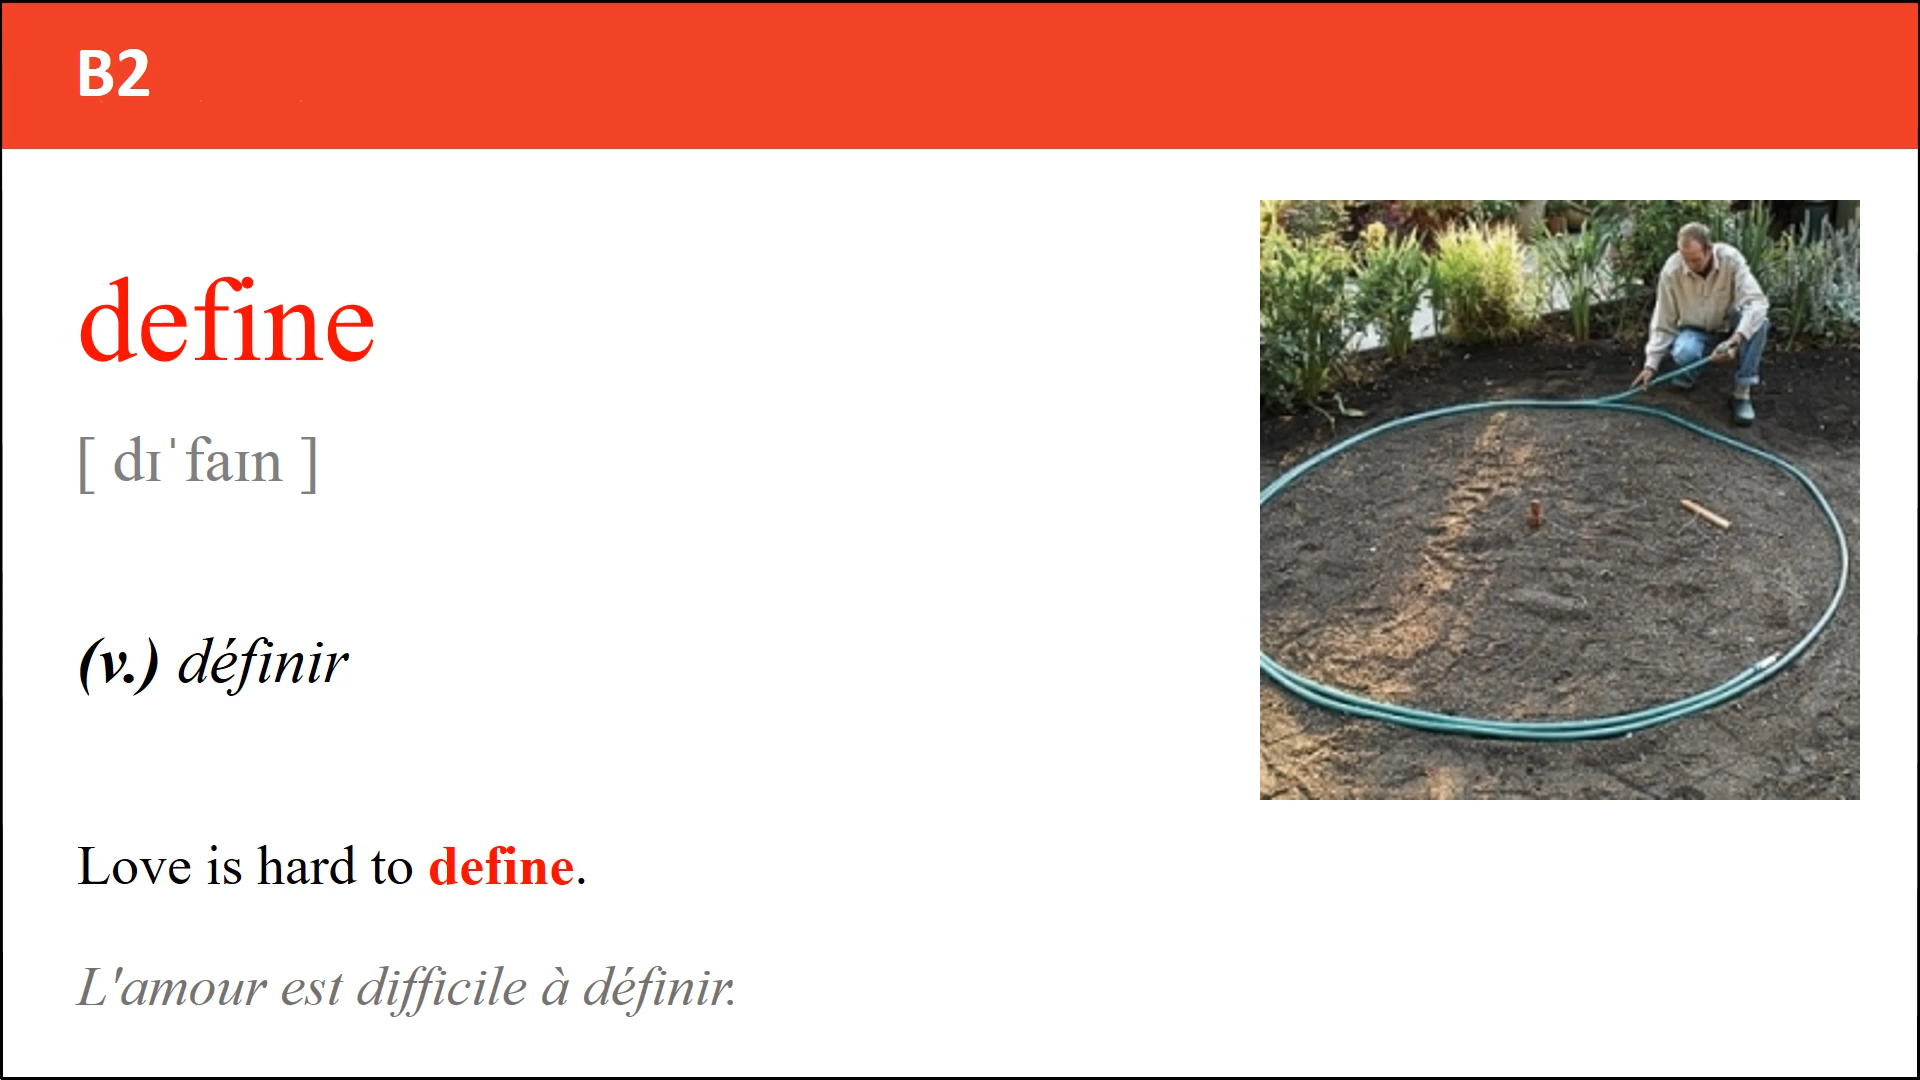 B2
define
[ dɪˈfaɪn ]
(v.) définir
Love is hard to define.
L'amour est difficile à définir.